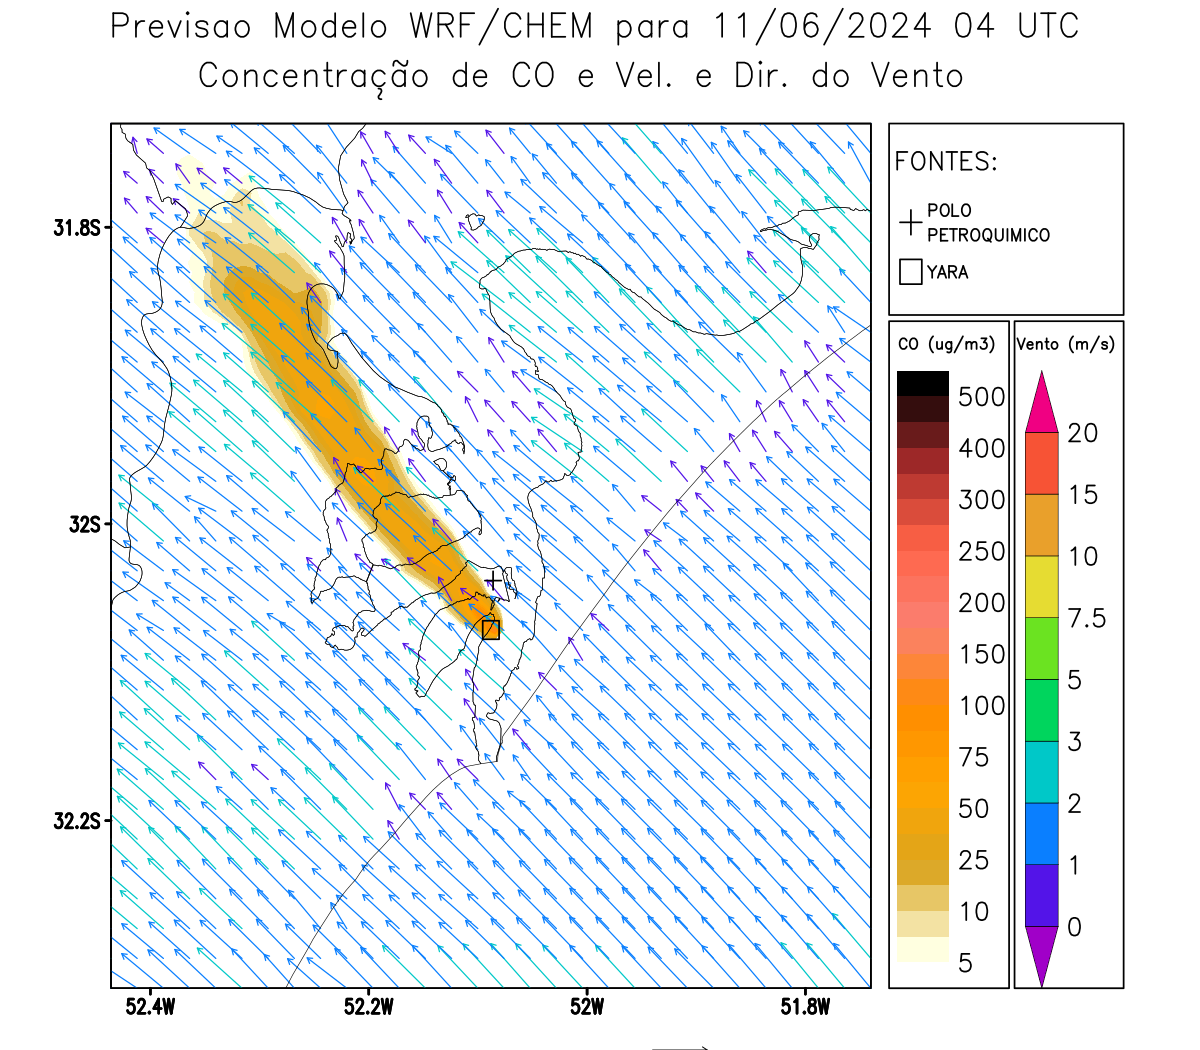 Previsao Modelo WRF/CHEM para 11/06/2024 04 UTC
Concentração de CO e Vel. e Dir. do Vento
FONTES:
POLO
PETROQUIMICO
YARA
31.8S
32S
32.2S
52.4W
52.2W
52W
51.8W
CO (ug/m3)
500
400
300
250
200
150
100
75
50
25
10
5
Vento (m/s)
20
15
10
7.5
5
3
2
1
0